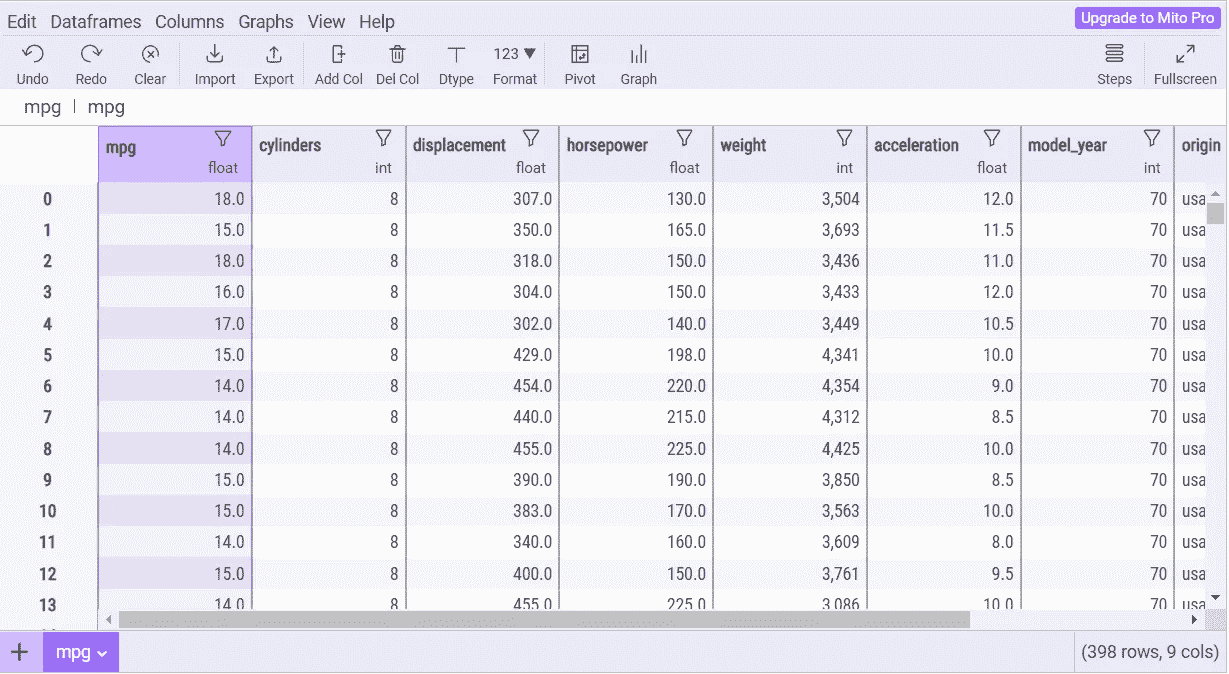 Edit Dataframes Columns Graphs View Help Upgrade to Mito Pro
123 ▼
Undo Redo Clear Import Export Add Col Del Col Dtype Format Pivot Graph Steps Fullscreen
mpg | mpg
mpg cylinders displacement horsepower weight acceleration model_year origin
float int float float int float int
0 18.0 8 307.0 130.0 3,504 12.0 70 usa
1 15.0 8 350.0 165.0 3,693 11.5 70 usa
2 18.0 8 318.0 150.0 3,436 11.0 70 usa
3 16.0 8 304.0 150.0 3,433 12.0 70 usa
4 17.0 8 302.0 140.0 3,449 10.5 70 usa
5 15.0 8 429.0 198.0 4,341 10.0 70 usa
6 14.0 8 454.0 220.0 4,354 9.0 70 usa
7 14.0 8 440.0 215.0 4,312 8.5 70 usa
8 14.0 8 455.0 225.0 4,425 10.0 70 usa
9 15.0 8 390.0 190.0 3,850 8.5 70 usa
10 15.0 8 383.0 170.0 3,563 10.0 70 usa
11 14.0 8 340.0 160.0 3,609 8.0 70 usa
12 15.0 8 400.0 150.0 3,761 9.5 70 usa
13 14.0 8 455.0 225.0 3,086 10.0 70 usa
+ mpg (398 rows, 9 cols)